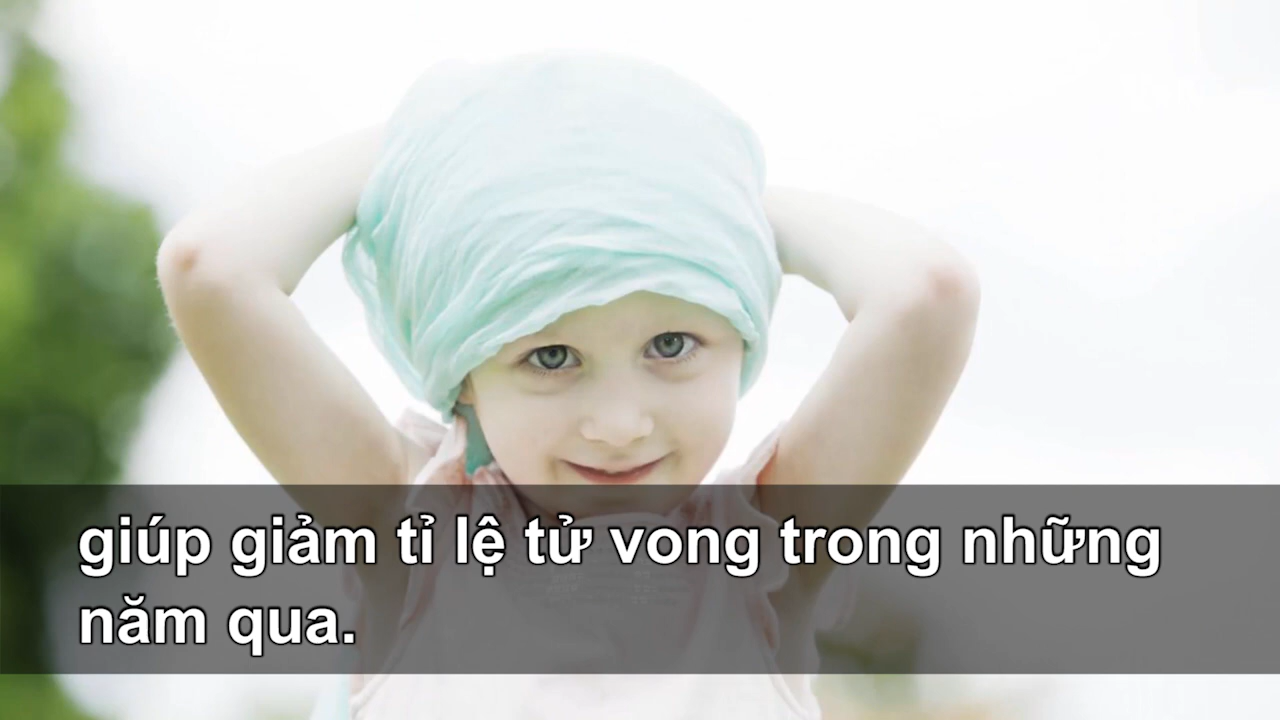 giúp giảm tỉ lệ tử vong trong những
năm qua.